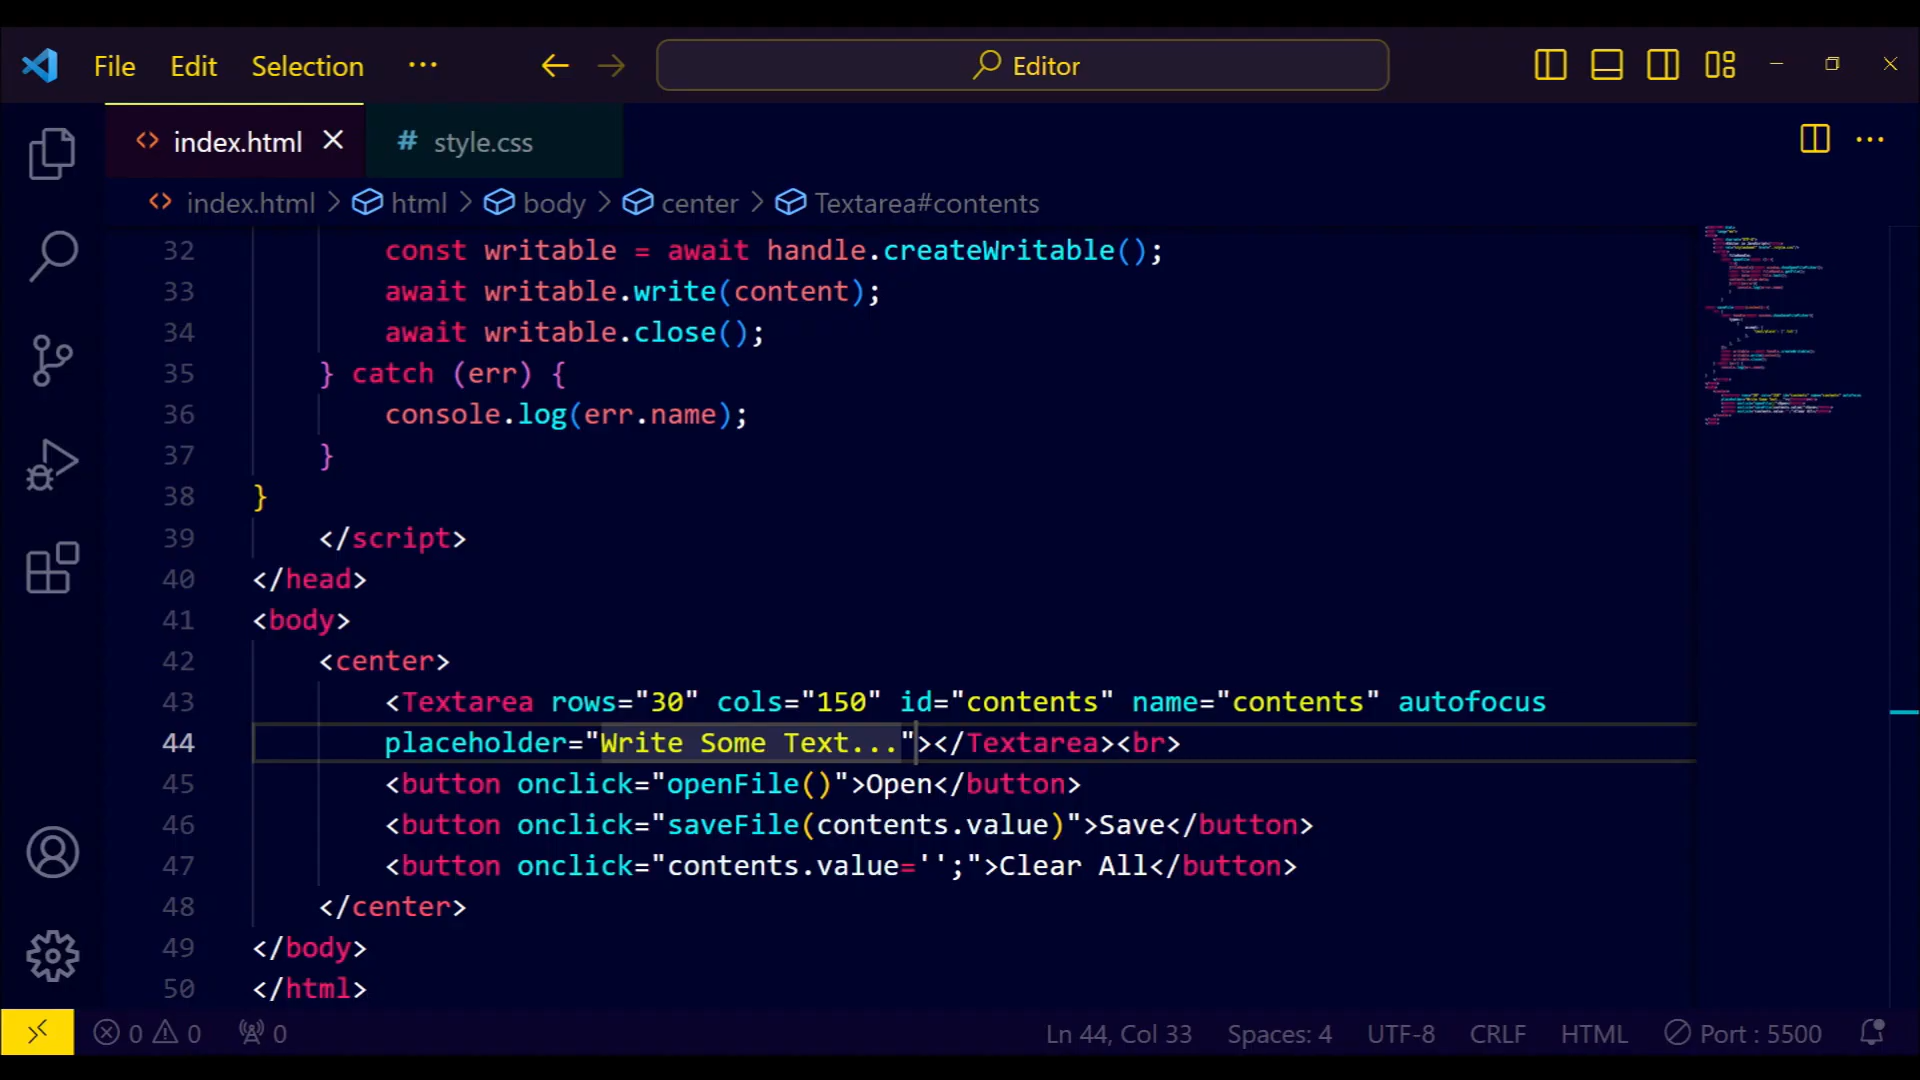 File Edit Selection ··· Editor
index.html style.css
index.html > html > body > center > Textarea#contents
32 const writable = await handle.createWritable();
33 await writable.write(content);
34 await writable.close();
35 } catch (err) {
36 console.log(err.name);
37 }
38 }
39 </script>
40 </head>
41 <body>
42 <center>
43 <Textarea rows="30" cols="150" id="contents" name="contents" autofocus
44 placeholder="Write Some Text..."></Textarea><br>
45 <button onclick="openFile()">Open</button>
46 <button onclick="saveFile(contents.value)">Save</button>
47 <button onclick="contents.value='';">Clear All</button>
48 </center>
49 </body>
50 </html>
0 0 0 Ln 44, Col 33 Spaces: 4 UTF-8 CRLF HTML Port : 5500